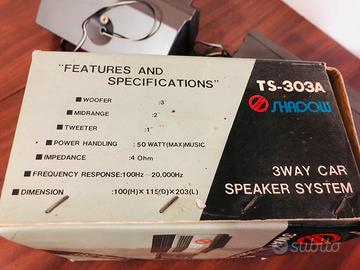 "FEATURES AND
SPECIFICATIONS"
■ WOOFER :3"
■ MIDRANGE :2"
■ TWEETER :1"
■ POWER HANDLING :50 WATT(MAX)MUSIC
■ IMPEDANCE :4 Ohm
■ FREQUENCY RESPONSE:100Hz-20,000Hz
■ DIMENSION :100(H)×115(D)×203(L)
TS-303A
SHADOW
3WAY CAR
SPEAKER SYSTEM
subito